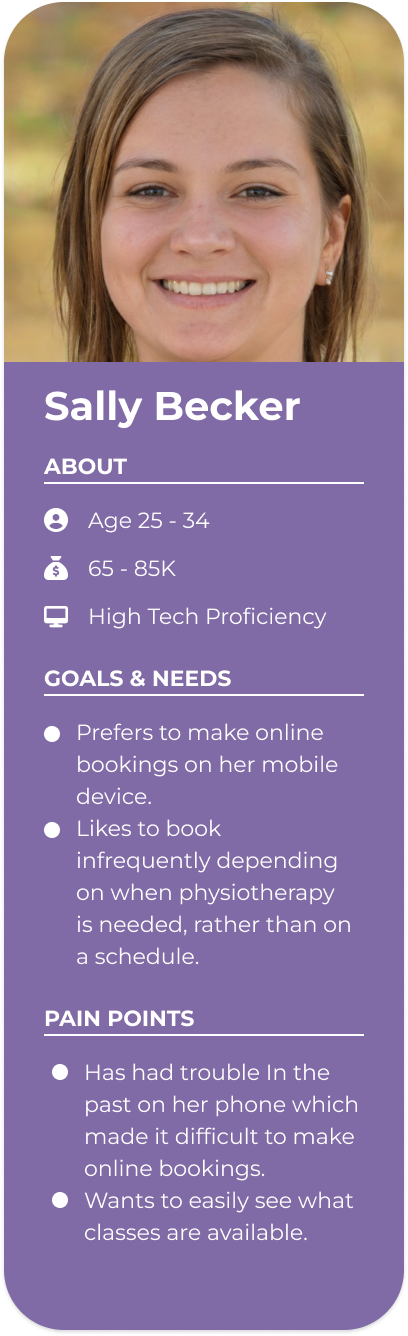 Sally Becker
ABOUT
Age 25 - 34
$
65 - 85K
High Tech Proficiency
GOALS & NEEDS
Prefers to make online
bookings on her mobile
device.
Likes to book
infrequently depending
on when physiotherapy
is needed, rather than on
a schedule.
PAIN POINTS
Has had trouble In the
past on her phone which
made it difficult to make
online bookings.
Wants to easily see what
classes are available.